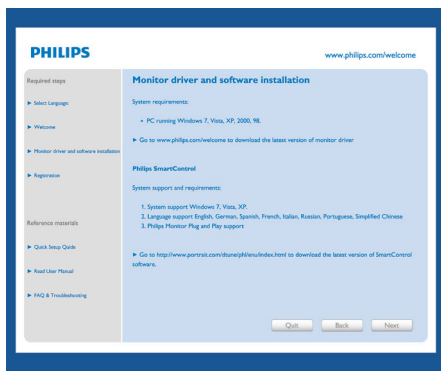 PHILIPS
www.philips.com/welcome
Required steps
► Select Language:
► Welcome
► Monitor driver and software installation
► Registration
Reference materials
► Quick Setup Quide
► Read User Manual
► FAQ & Troubleshooting
Monitor driver and software installation
System requirements:
• PC running Windows 7, Vista, XP, 2000, 98.
► Go to www.philips.com/welcome to download the latest version of monitor driver
Philips SmartControl
System support and requirements:
1. System support Windows 7, Vista, XP.
2. Language support English, German, Spanish, French, Italian, Russian, Portuguese, Simplified Chinese
3. Philips Monitor Plug and Play support
► Go to http://www.portrait.com/dtune/phl/enu/index.html to download the latest version of SmartControl
software.
Quit
Back
Next